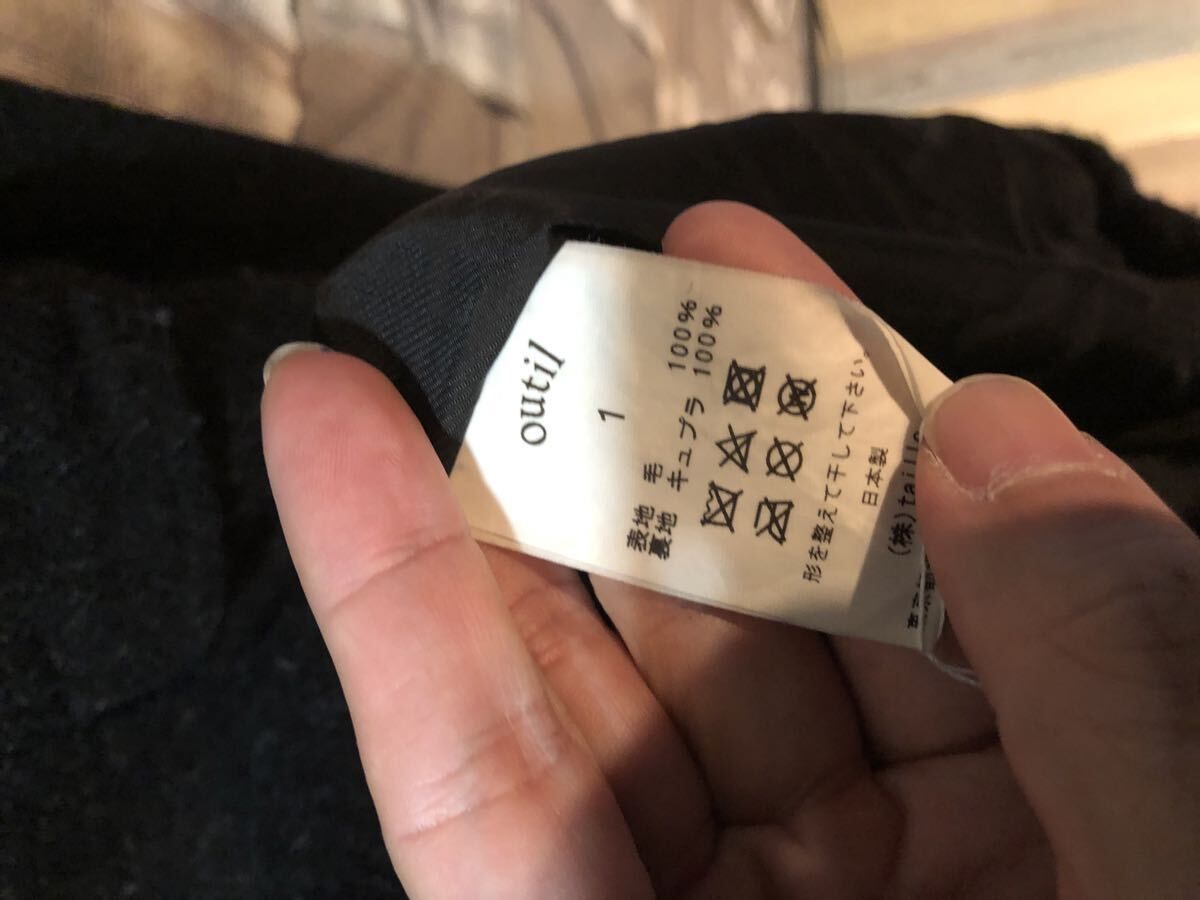 outil
1
表地 毛 100%
裏地 キュプラ 100%
形を整えて干して下さい
日本製
(株)taille